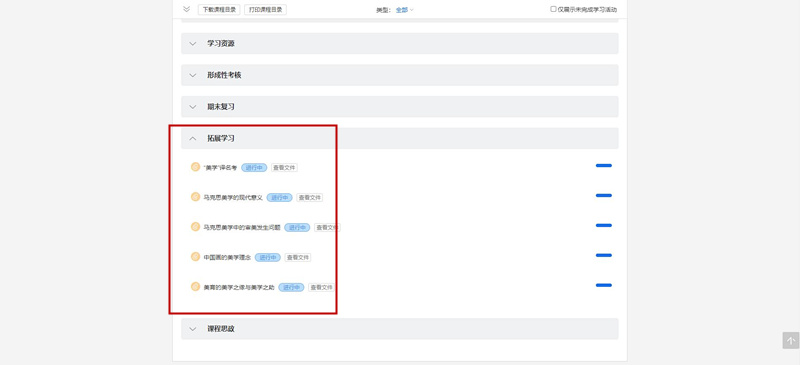 下载课程目录 打印课程目录 类型: 全部 仅显示未完成学习活动
学习资源
形成性考核
期末复习
拓展学习
“美学”译名考 进行中 查看文件
马克思美学的现代意义 进行中 查看文件
马克思美学中的审美发生问题 进行中 查看文件
中国画的美学理念 进行中 查看文件
美育的美学之维与美学之助 进行中 查看文件
课程思政